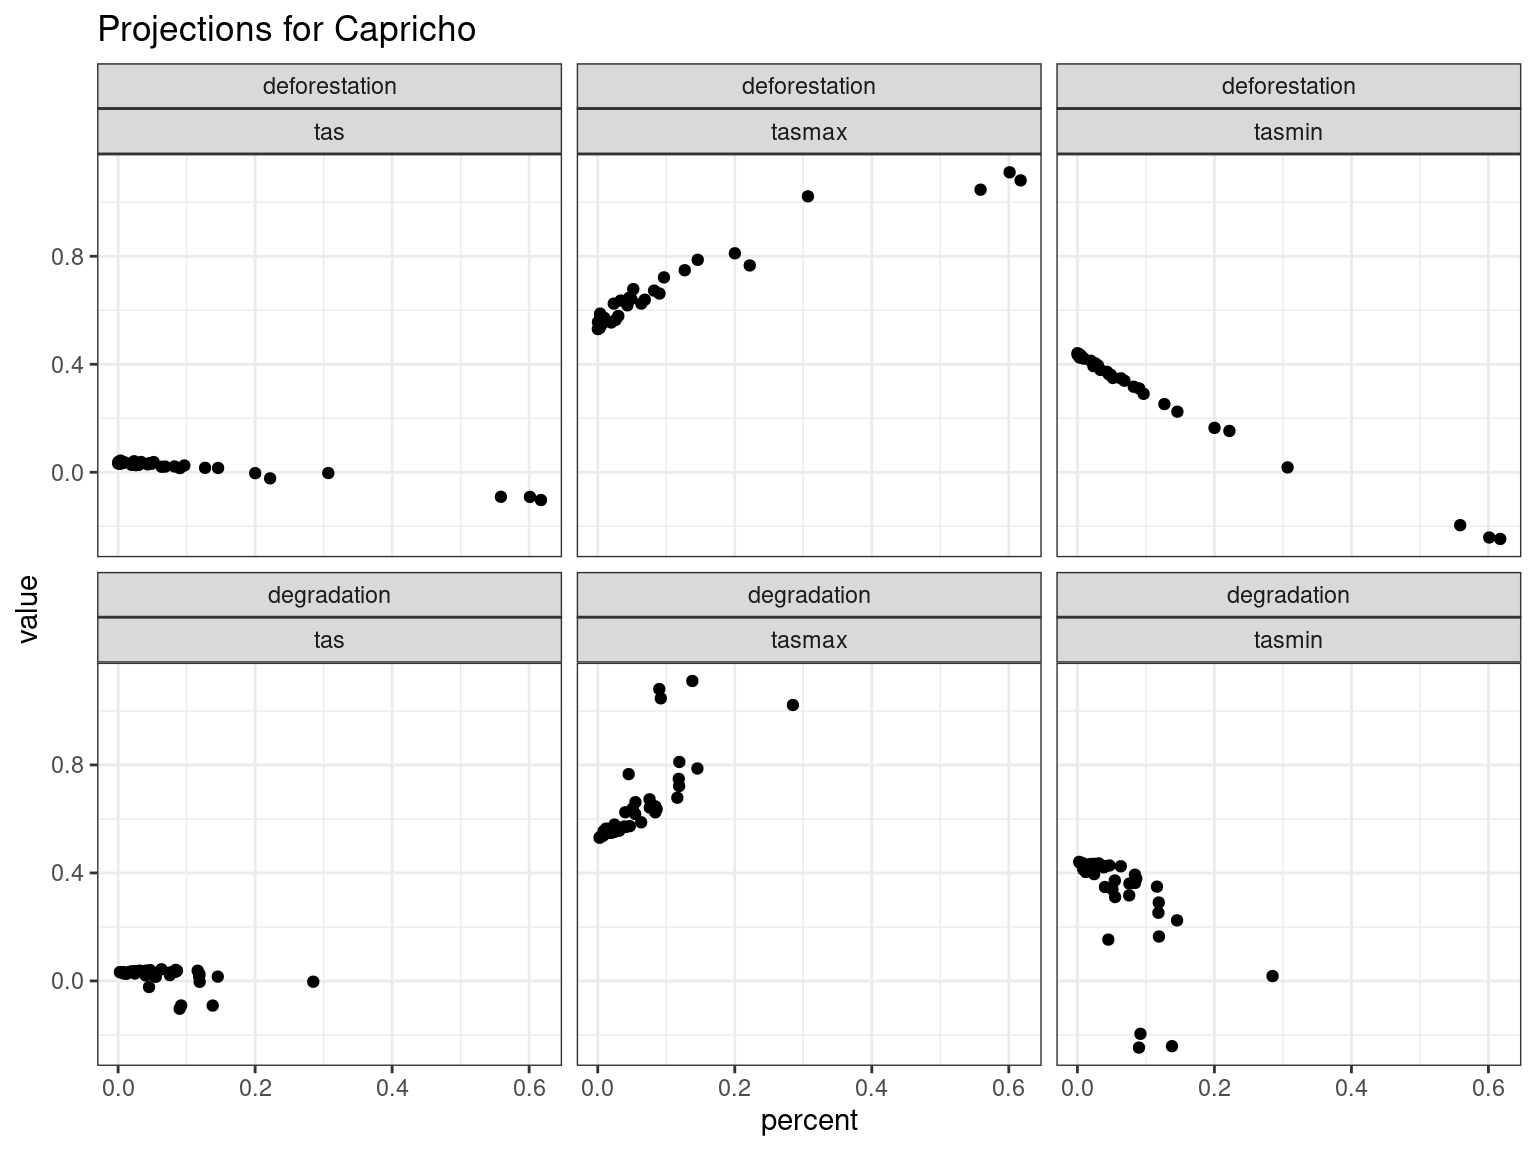 Projections for Capricho
deforestation deforestation deforestation
tas tasmax tasmin
0.8
0.4
0.0
value
degradation degradation degradation
tas tasmax tasmin
0.8
0.4
0.0
0.0 0.2 0.4 0.6 0.0 0.2 0.4 0.6 0.0 0.2 0.4 0.6
percent